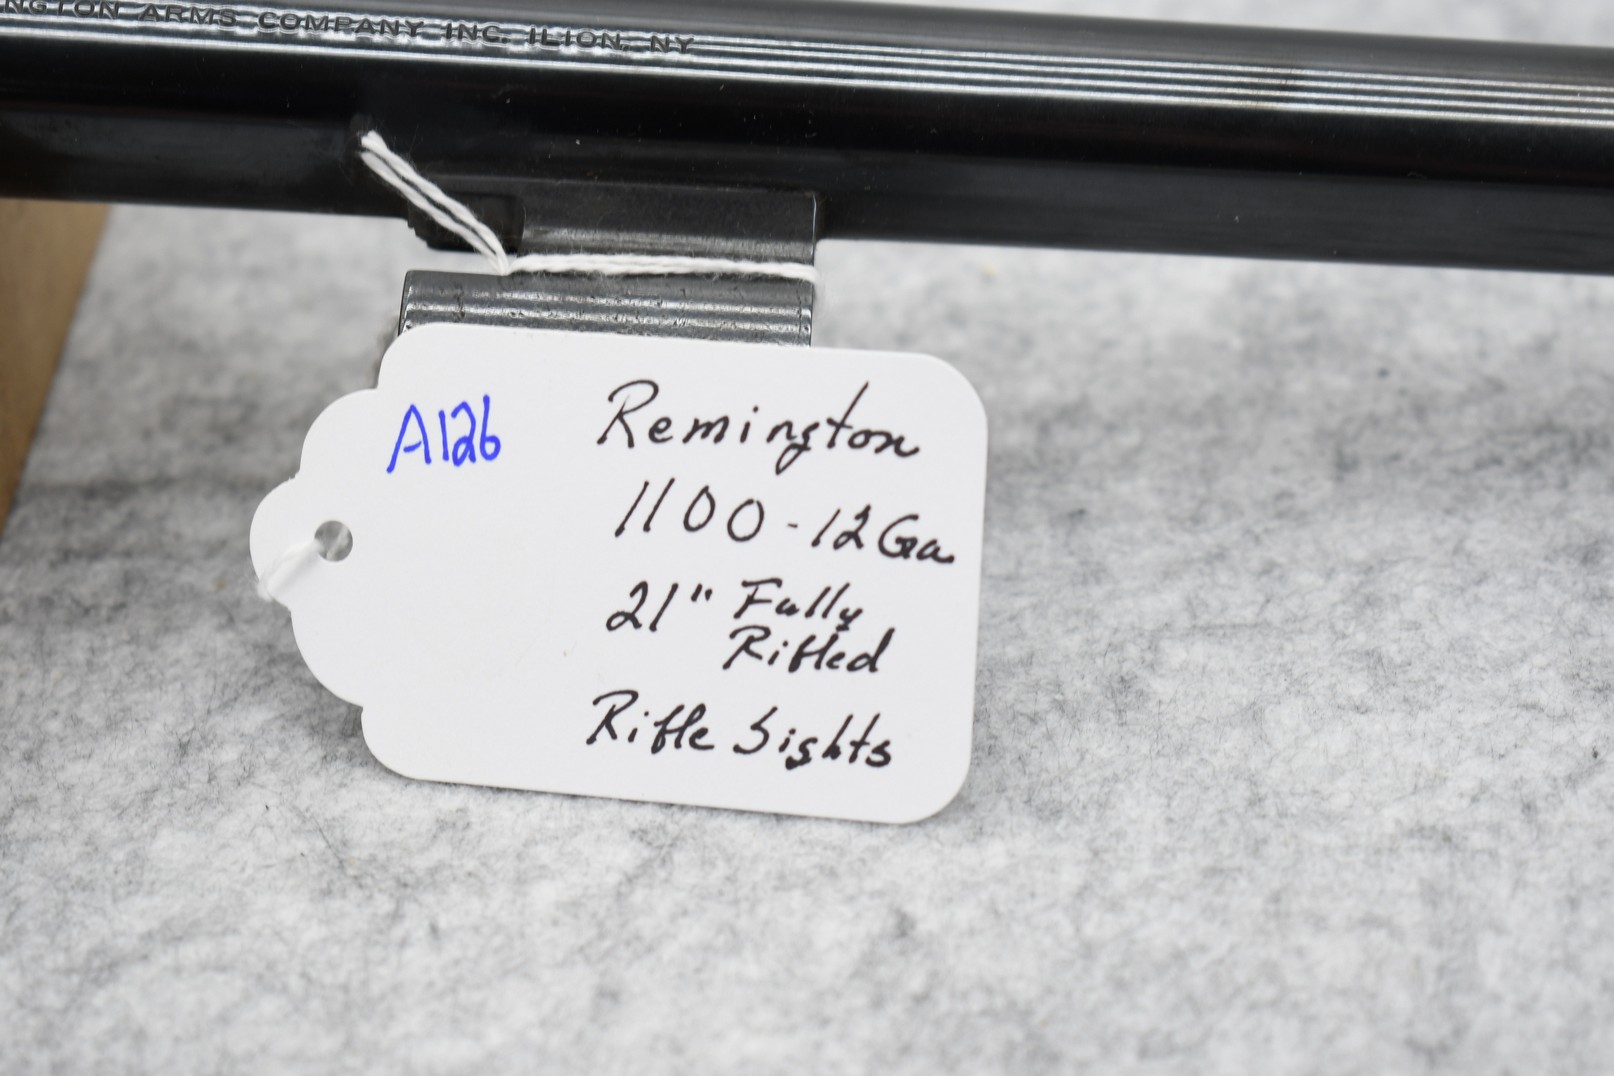 NGTON ARMS COMPANY INC. ILION, NY
A126
Remington
1100-12Ga
21" Fully
Rifled
Rifle Sights